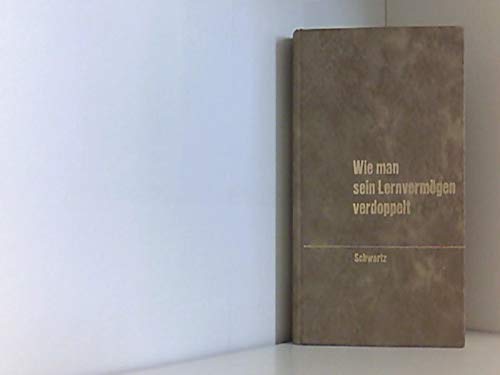 Wie man
sein Lernvermögen
verdoppelt
Schwartz